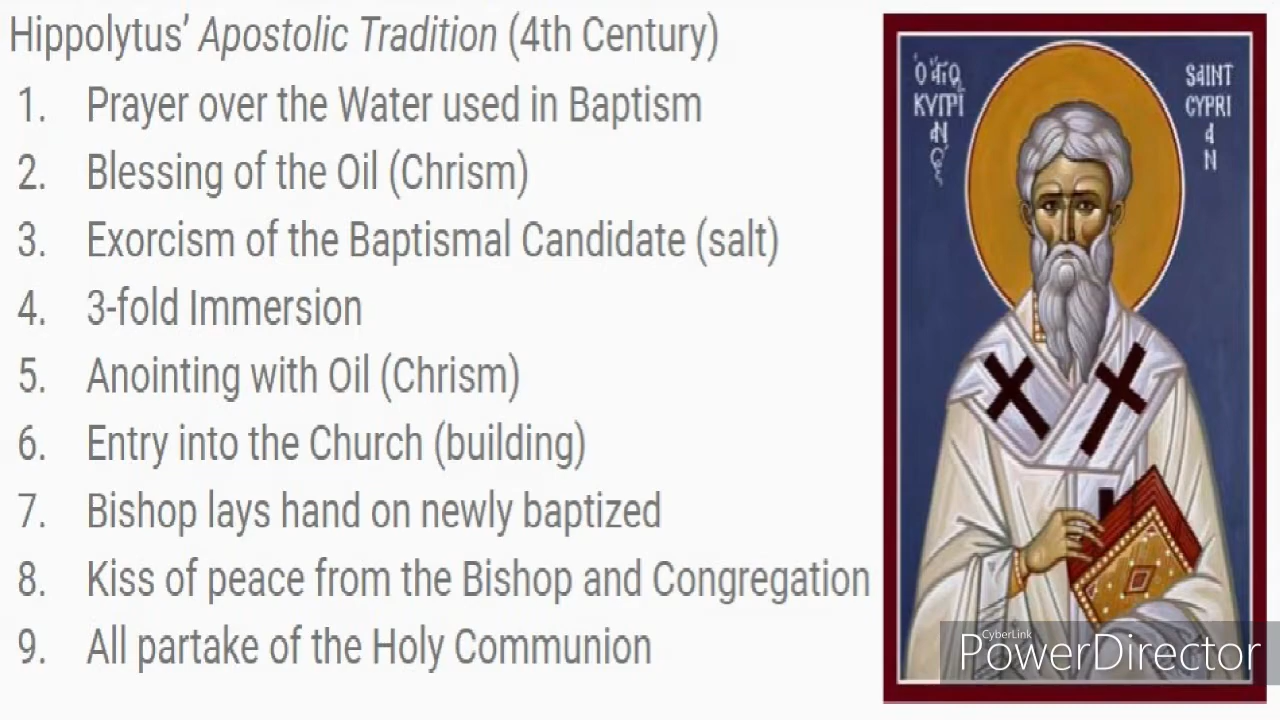 Hippolytus’ Apostolic Tradition (4th Century)
1. Prayer over the Water used in Baptism
2. Blessing of the Oil (Chrism)
3. Exorcism of the Baptismal Candidate (salt)
4. 3-fold Immersion
5. Anointing with Oil (Chrism)
6. Entry into the Church (building)
7. Bishop lays hand on newly baptized
8. Kiss of peace from the Bishop and Congregation
9. All partake of the Holy Communion
SAINT
CYPRI
A
N
CyberLink
PowerDirector